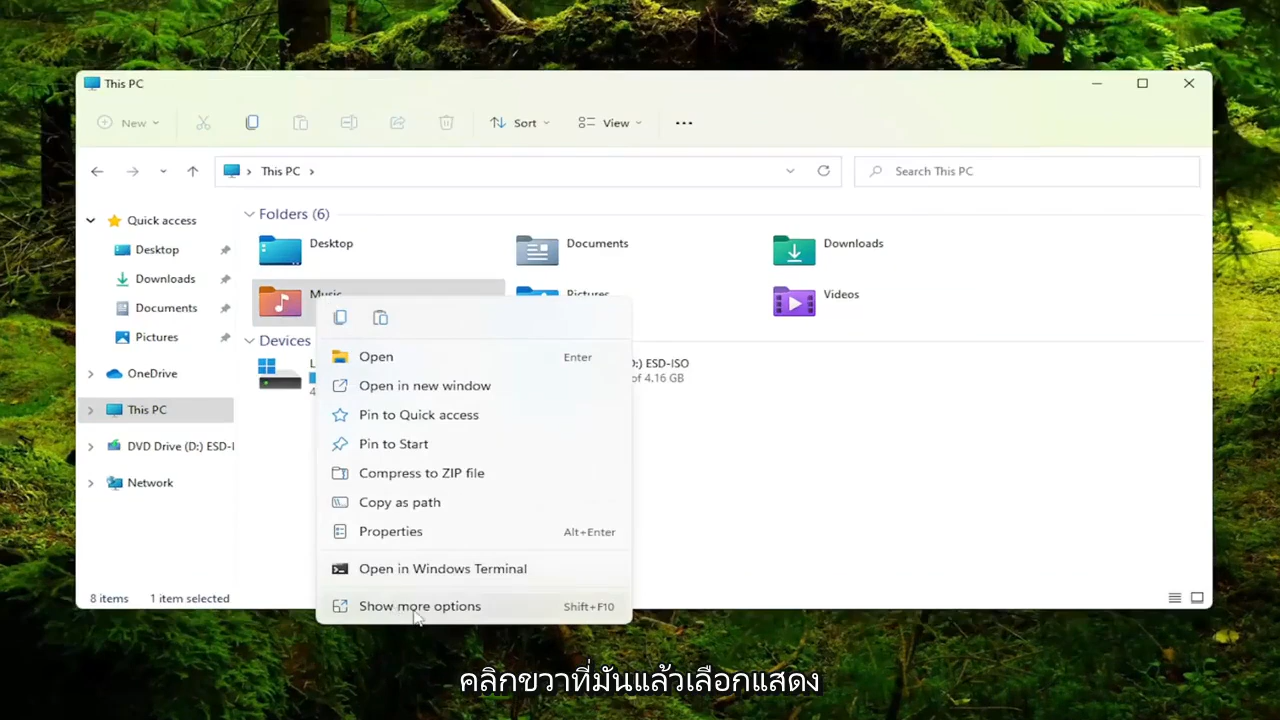 This PC
New
Sort
View
This PC
Search This PC
Quick access
Desktop
Downloads
Documents
Pictures
OneDrive
This PC
DVD Drive (D:) ESD-I
Network
Folders (6)
Desktop
Documents
Downloads
Music
Pictures
Videos
Devices
D:) ESD-ISO
of 4.16 GB
Open Enter
Open in new window
Pin to Quick access
Pin to Start
Compress to ZIP file
Copy as path
Properties Alt+Enter
Open in Windows Terminal
Show more options Shift+F10
8 items 1 item selected
คลิกขวาที่มันแล้วเลือกแสดง